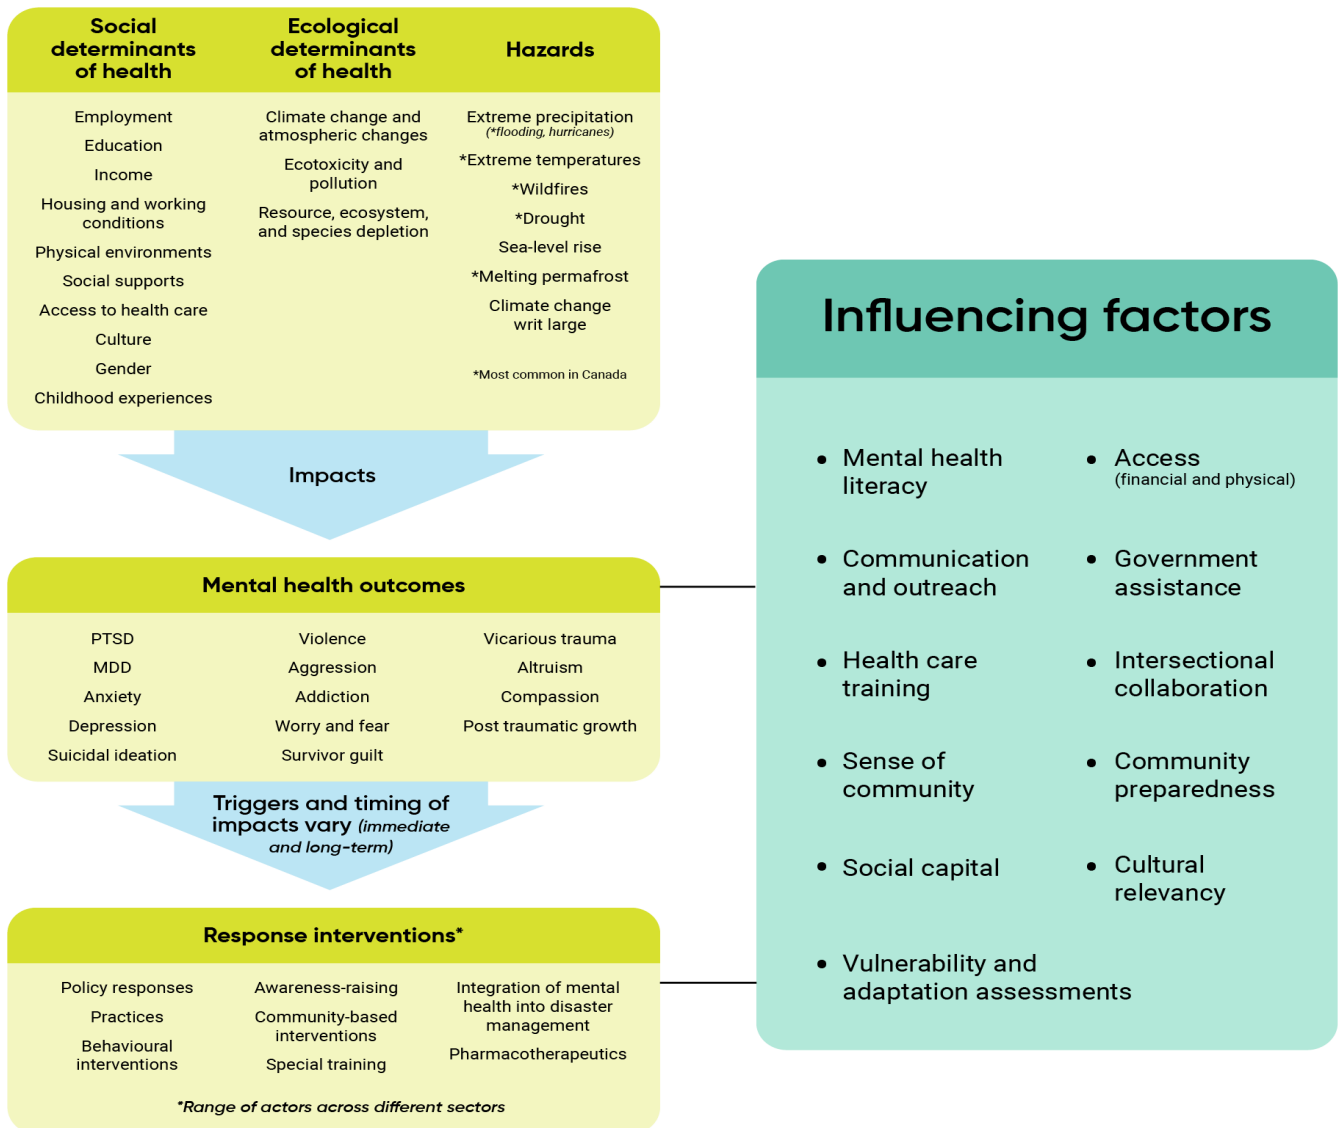 Social
determinants
of health
Employment
Education
Income
Housing and working
conditions
Physical environments
Social supports
Access to health care
Culture
Gender
Childhood experiences
Ecological
determinants
of health
Climate change and
atmospheric changes
Ecotoxicity and
pollution
Resource, ecosystem,
and species depletion
Hazards
Extreme precipitation
(*flooding, hurricanes)
*Extreme temperatures
*Wildfires
*Drought
Sea-level rise
*Melting permafrost
Climate change
writ large
*Most common in Canada
Impacts
Mental health outcomes
PTSD
MDD
Anxiety
Depression
Suicidal ideation
Violence
Aggression
Addiction
Worry and fear
Survivor guilt
Vicarious trauma
Altruism
Compassion
Post traumatic growth
Triggers and timing of
impacts vary (immediate
and long-term)
Response interventions*
Policy responses
Practices
Behavioural
interventions
Awareness-raising
Community-based
interventions
Special training
Integration of mental
health into disaster
management
Pharmacotherapeutics
*Range of actors across different sectors
Influencing factors
• Mental health
literacy
• Communication
and outreach
• Health care
training
• Sense of
community
• Social capital
• Access
(financial and physical)
• Government
assistance
• Intersectional
collaboration
• Community
preparedness
• Cultural
relevancy
• Vulnerability and
adaptation assessments